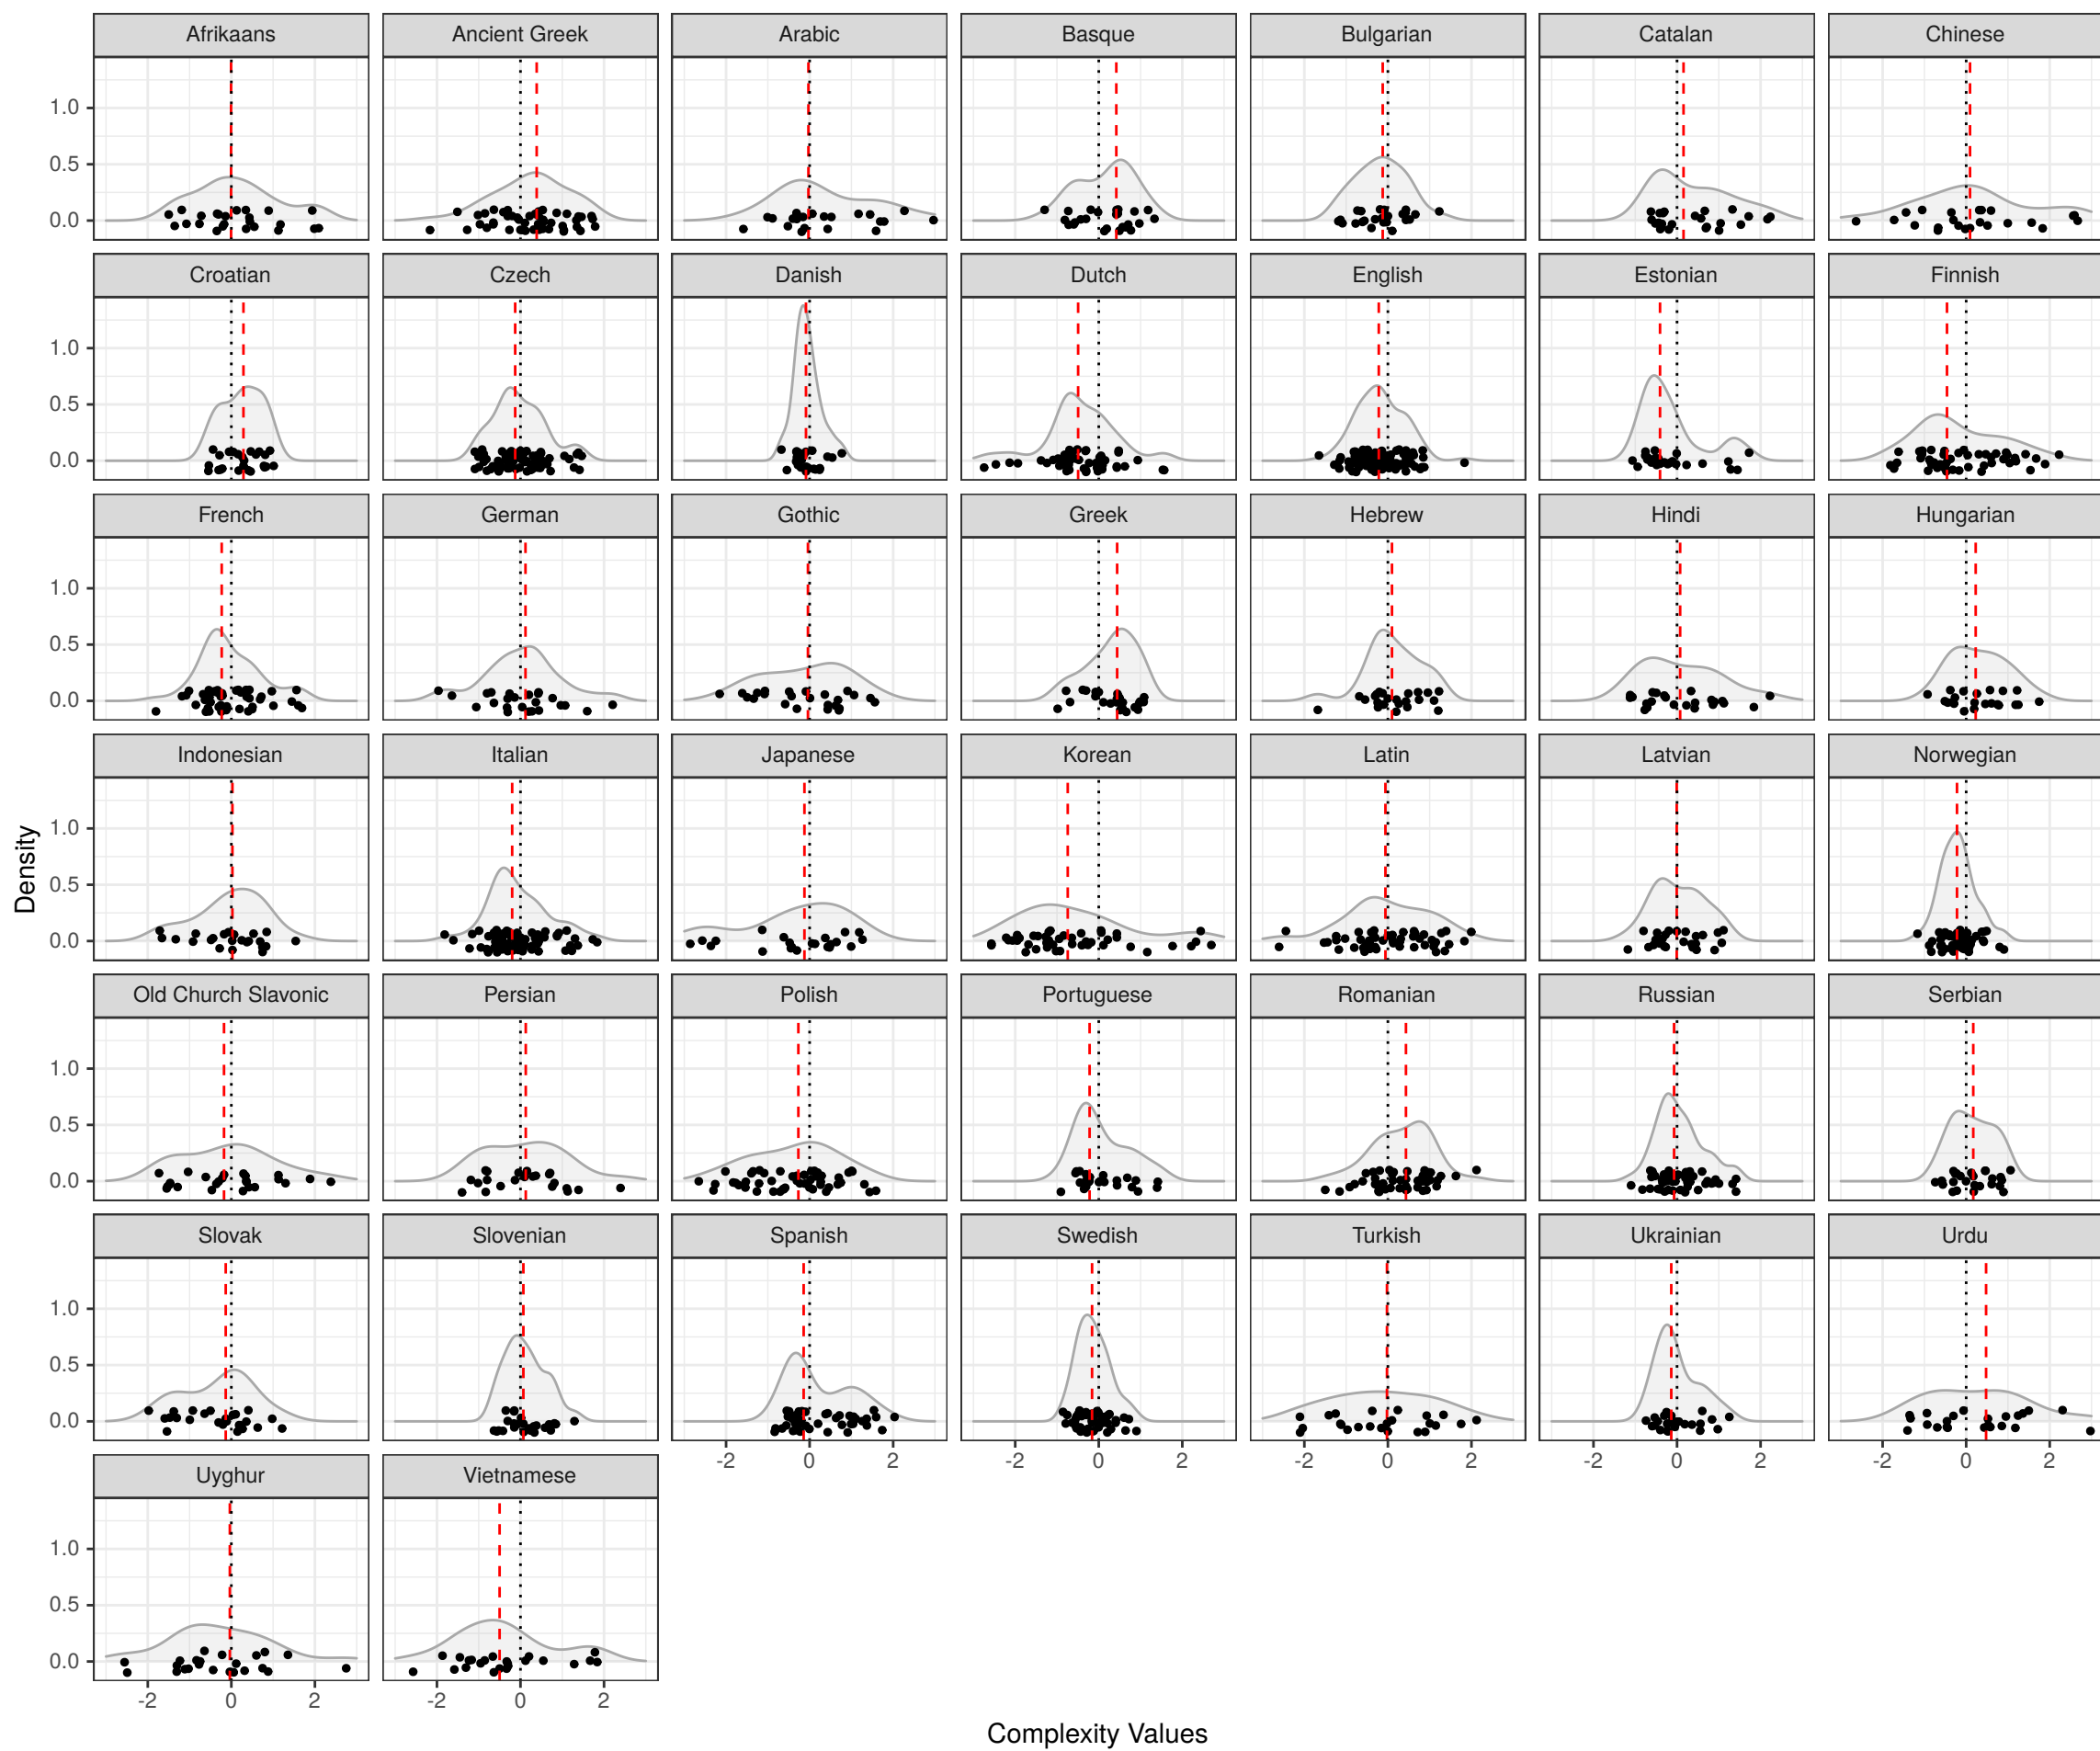 Afrikaans Ancient Greek Arabic Basque Bulgarian Catalan Chinese
1.0
0.5
0.0
Croatian Czech Danish Dutch English Estonian Finnish
1.0
0.5
0.0
French German Gothic Greek Hebrew Hindi Hungarian
1.0
0.5
0.0
Indonesian Italian Japanese Korean Latin Latvian Norwegian
1.0
0.5
0.0
Density
Old Church Slavonic Persian Polish Portuguese Romanian Russian Serbian
1.0
0.5
0.0
Slovak Slovenian Spanish Swedish Turkish Ukrainian Urdu
1.0
0.5
0.0
-2 0 2 -2 0 2 -2 0 2 -2 0 2 -2 0 2
Uyghur Vietnamese
1.0
0.5
0.0
-2 0 2 -2 0 2
Complexity Values